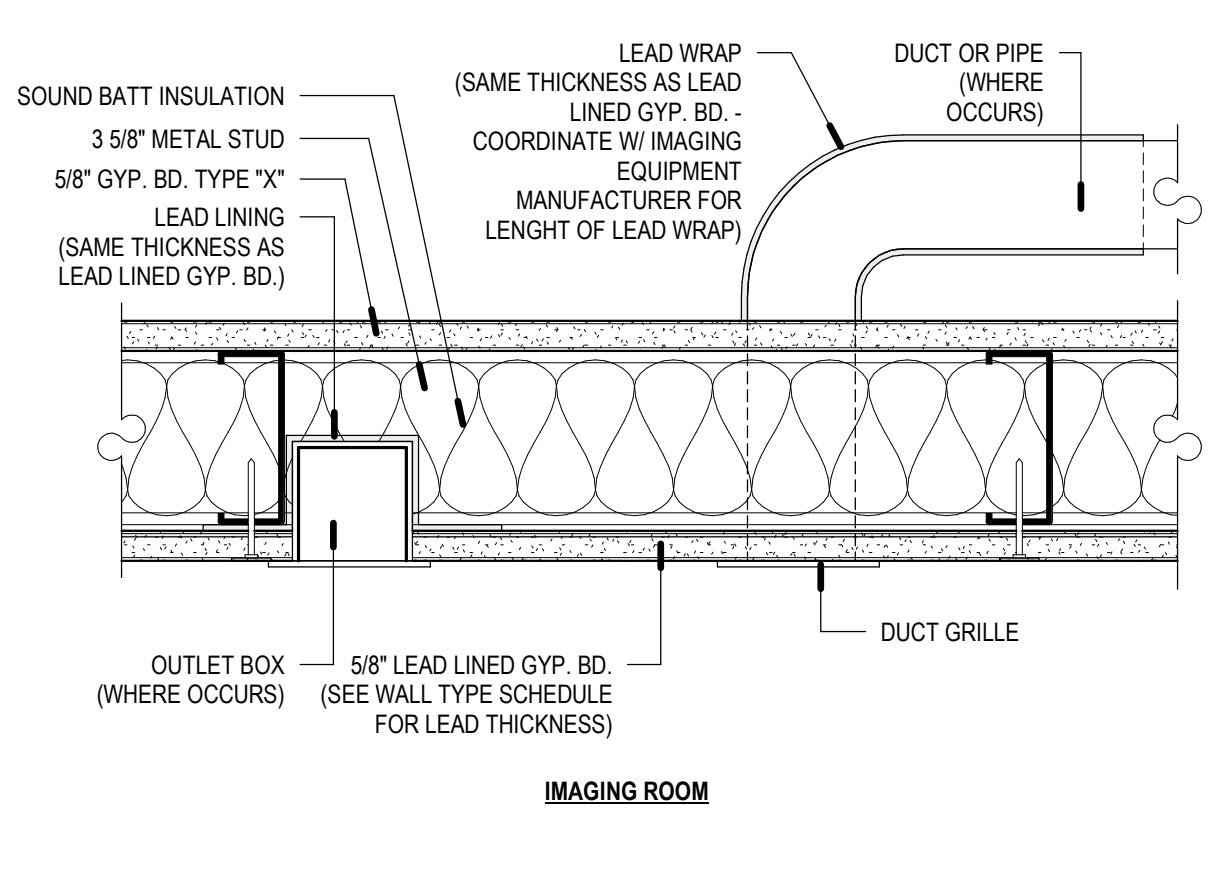 SOUND BATT INSULATION
3 5/8" METAL STUD
5/8" GYP. BD. TYPE "X"
LEAD LINING
(SAME THICKNESS AS
LEAD LINED GYP. BD.)
LEAD WRAP
(SAME THICKNESS AS LEAD
LINED GYP. BD. -
COORDINATE W/ IMAGING
EQUIPMENT
MANUFACTURER FOR
LENGHT OF LEAD WRAP)
DUCT OR PIPE
(WHERE
OCCURS)
OUTLET BOX
(WHERE OCCURS)
5/8" LEAD LINED GYP. BD.
(SEE WALL TYPE SCHEDULE
FOR LEAD THICKNESS)
DUCT GRILLE
IMAGING ROOM